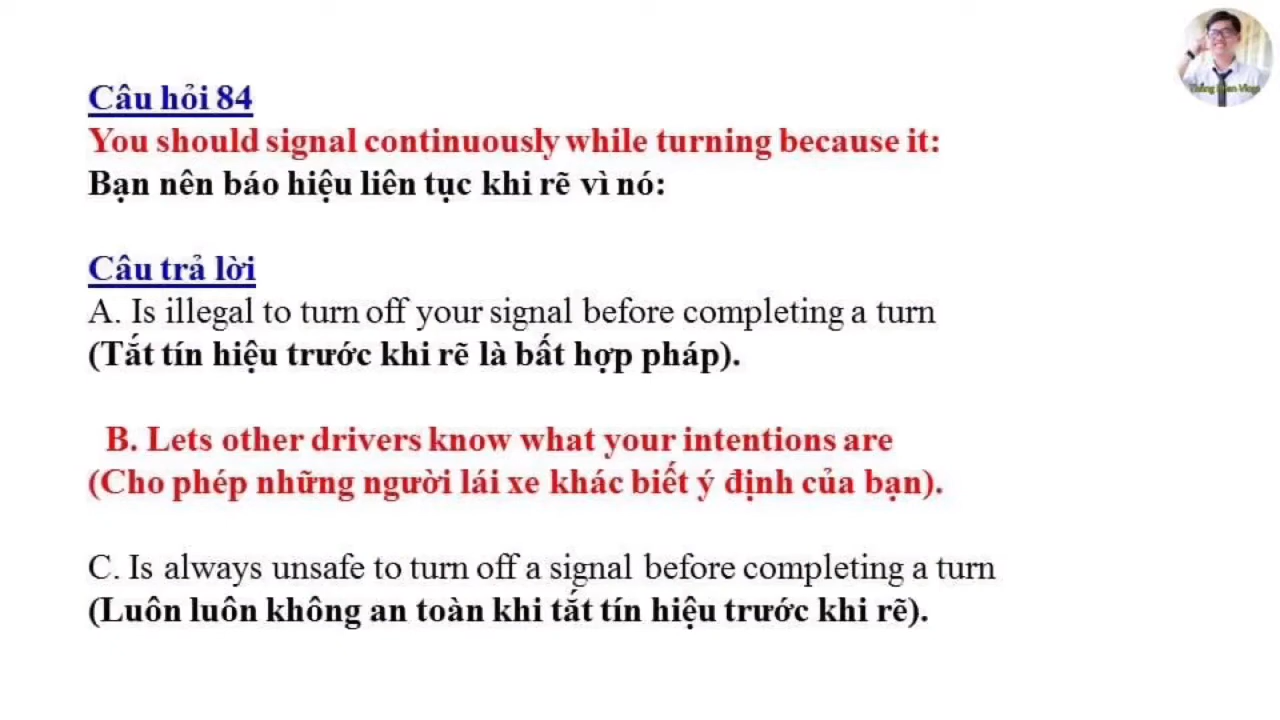 Câu hỏi 84
You should signal continuously while turning because it:
Bạn nên báo hiệu liên tục khi rẽ vì nó:
Câu trả lời
A. Is illegal to turn off your signal before completing a turn
(Tắt tín hiệu trước khi rẽ là bất hợp pháp).
B. Lets other drivers know what your intentions are
(Cho phép những người lái xe khác biết ý định của bạn).
C. Is always unsafe to turn off a signal before completing a turn
(Luôn luôn không an toàn khi tắt tín hiệu trước khi rẽ).